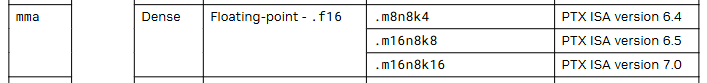 mma Dense Floating-point - .f16 .m8n8k4 PTX ISA version 6.4
.m16n8k8 PTX ISA version 6.5
.m16n8k16 PTX ISA version 7.0